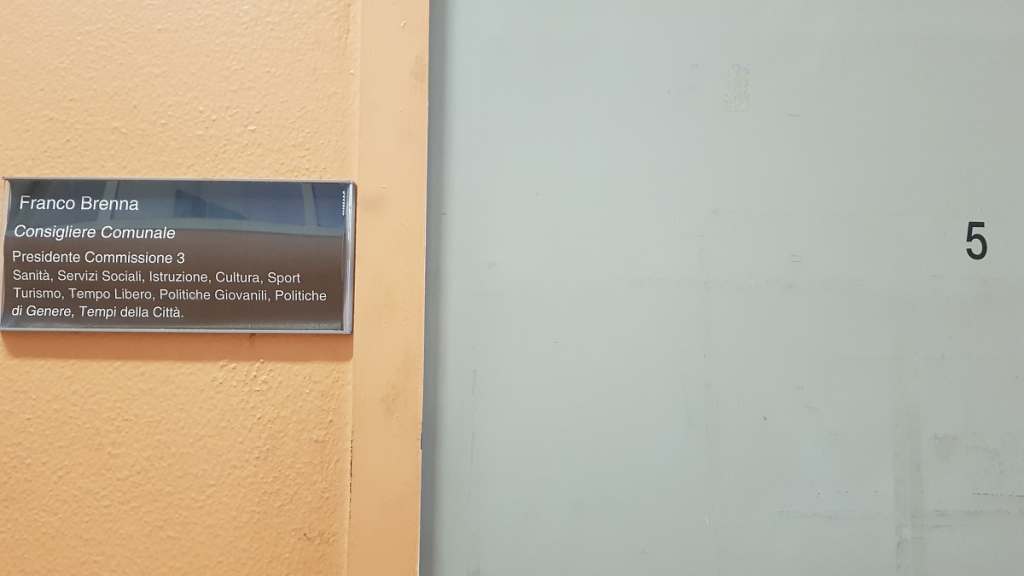 Franco Brenna
Consigliere Comunale
Presidente Commissione 3
Sanità, Servizi Sociali, Istruzione, Cultura, Sport
Turismo, Tempo Libero, Politiche Giovanili, Politiche
di Genere, Tempi della Città.
5